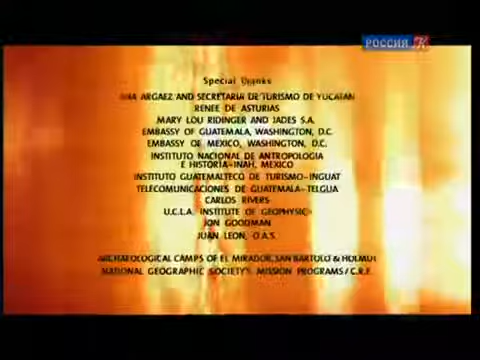 РОССИЯ К
Special Thanks
ANA ARGAEZ AND SECRETARIA DE TURISMO DE YUCATAN
RENEE DE ASTURIAS
MARY LOU RIDINGER AND JADES S.A.
EMBASSY OF GUATEMALA, WASHINGTON, D.C.
EMBASSY OF MEXICO, WASHINGTON, D.C.
INSTITUTO NACIONAL DE ANTROPOLOGIA
E HISTORIA-INAH, MEXICO
INSTITUTO GUATEMALTECO DE TURISMO-INGUAT
TELECOMUNICACIONES DE GUATEMALA-TELGUA
CARLOS RIVERS
U.C.L.A. INSTITUTE OF GEOPHYSICS
JON GOODMAN
JUAN LEON, O.A.S.
ARCHAEOLOGICAL CAMPS OF EL MIRADOR, SAN BARTOLO & HOLMUL
NATIONAL GEOGRAPHIC SOCIETY'S MISSION PROGRAMS / C.R.E.